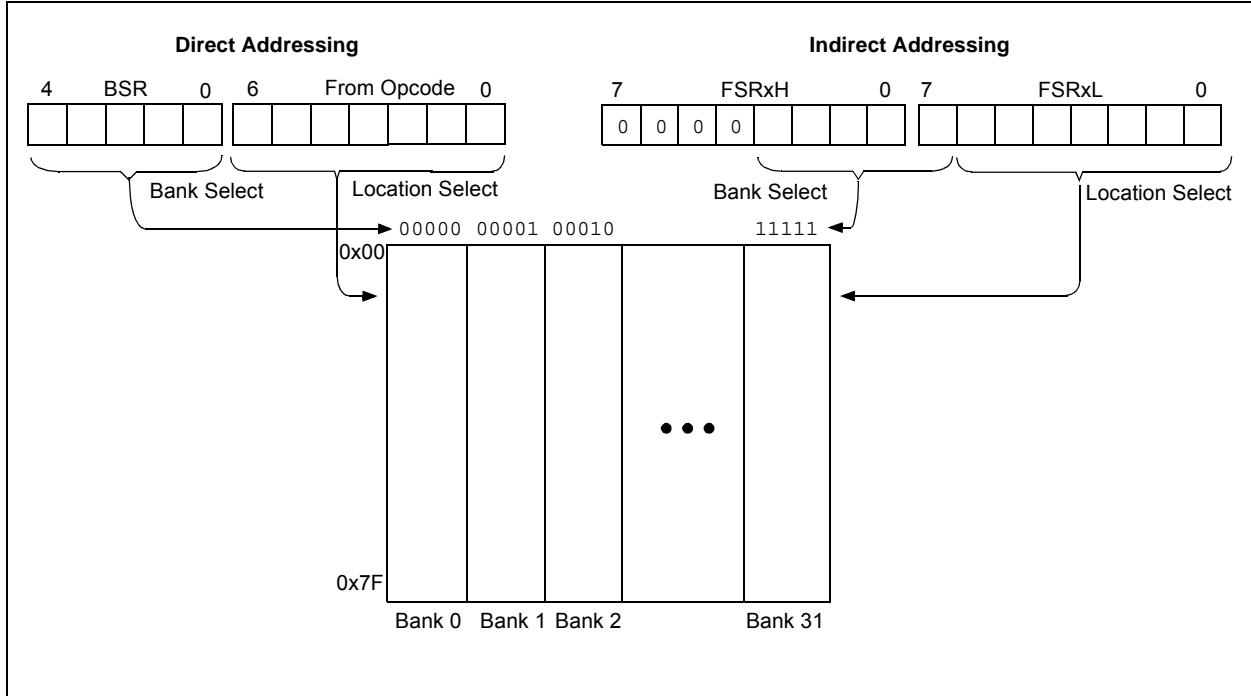 Direct Addressing
Indirect Addressing
4 BSR 0 6 From Opcode 0
7 FSRxH 0 7 FSRxL 0
0 0 0 0
Bank Select Location Select
Bank Select Location Select
00000 00001 00010 11111
0x00
0x7F
Bank 0 Bank 1 Bank 2 Bank 31